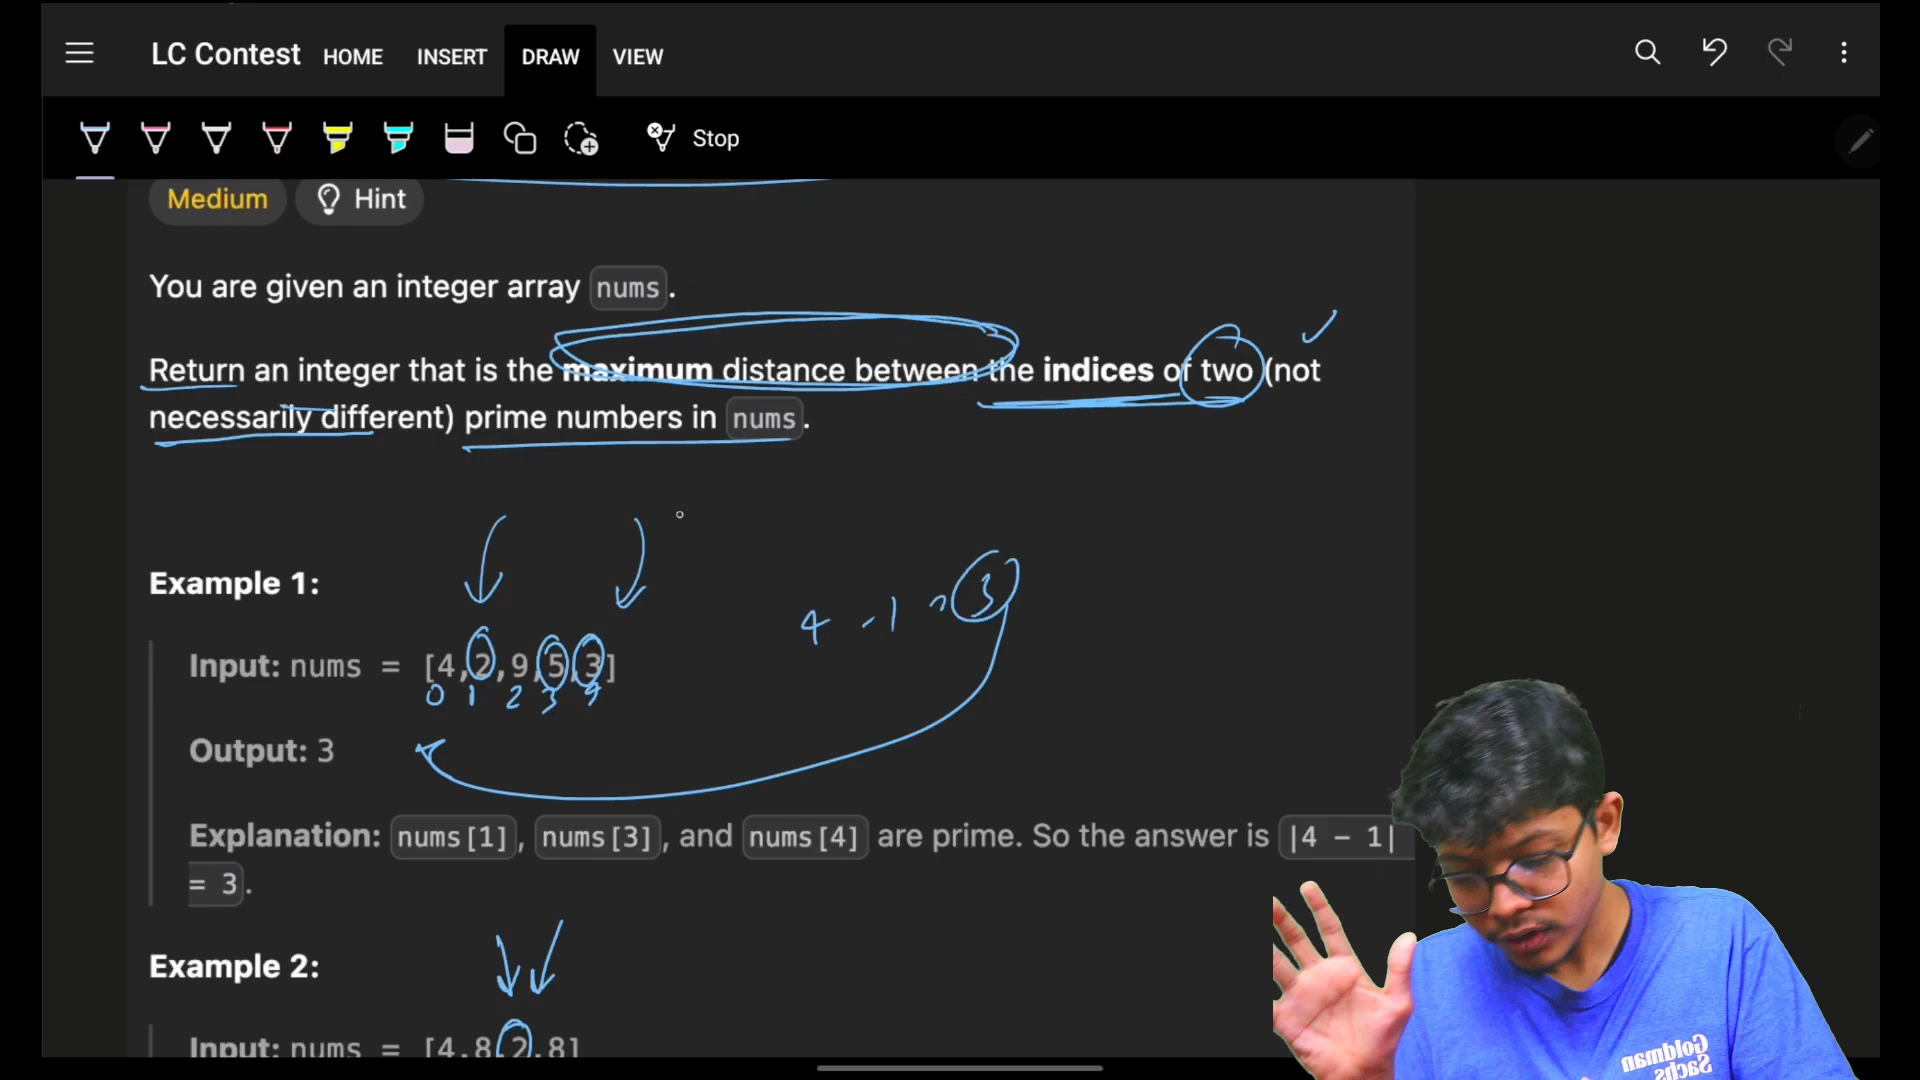 LC Contest HOME INSERT DRAW VIEW
Stop
Medium Hint
You are given an integer array nums.
Return an integer that is the maximum distance between the indices of two (not
necessarily different) prime numbers in nums.
Example 1:
4 - 1 = 3
Input: nums = [4,2,9,5,3]
0 1 2 3 4
Output: 3
Explanation: nums[1], nums[3], and nums[4] are prime. So the answer is |4 - 1|
= 3.
Example 2:
Input: nums = [4,8,2,8]
Goldman
Sachs